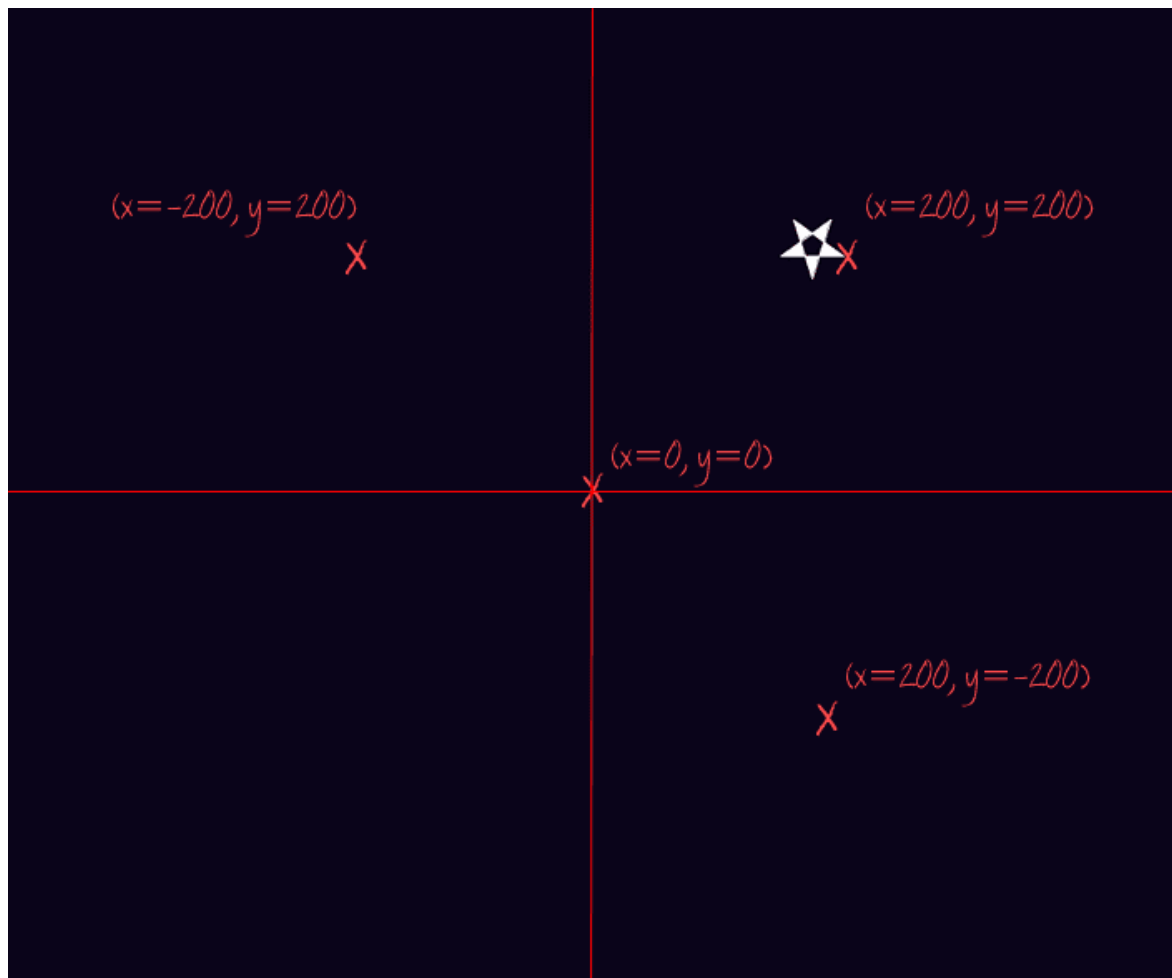 (x=-200, y=200)
(x=200, y=200)
X
X
(x=0, y=0)
X
(x=200, y=-200)
X